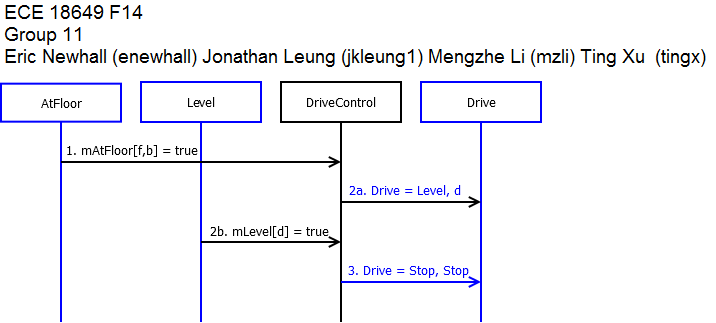 ECE 18649 F14
Group 11
Eric Newhall (enewhall) Jonathan Leung (jkleung1) Mengzhe Li (mzli) Ting Xu  (tingx)
AtFloor
Level
DriveControl
Drive
1. mAtFloor[f,b] = true
2a. Drive = Level, d
2b. mLevel[d] = true
3. Drive = Stop, Stop